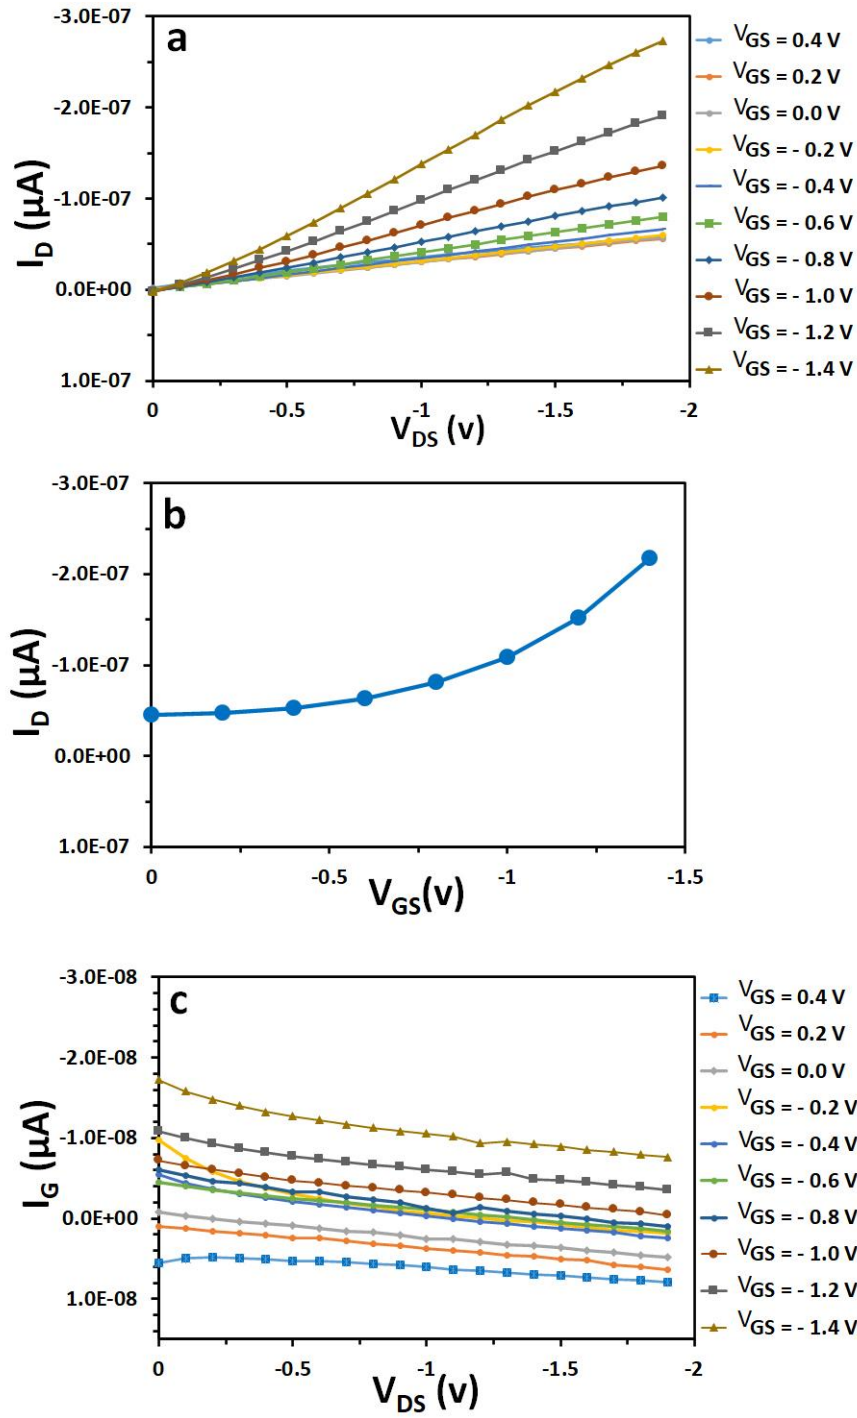 a
-3.0E-07
-2.0E-07
-1.0E-07
0.0E+00
1.0E-07
I_D (µA)
0 -0.5 -1 -1.5 -2
V_DS (v)
V_GS = 0.4 V
V_GS = 0.2 V
V_GS = 0.0 V
V_GS = - 0.2 V
V_GS = - 0.4 V
V_GS = - 0.6 V
V_GS = - 0.8 V
V_GS = - 1.0 V
V_GS = - 1.2 V
V_GS = - 1.4 V
b
-3.0E-07
-2.0E-07
-1.0E-07
0.0E+00
1.0E-07
I_D (µA)
0 -0.5 -1 -1.5
V_GS(v)
c
-3.0E-08
-2.0E-08
-1.0E-08
0.0E+00
1.0E-08
I_G (µA)
0 -0.5 -1 -1.5 -2
V_DS (v)
V_GS = 0.4 V
V_GS = 0.2 V
V_GS = 0.0 V
V_GS = - 0.2 V
V_GS = - 0.4 V
V_GS = - 0.6 V
V_GS = - 0.8 V
V_GS = - 1.0 V
V_GS = - 1.2 V
V_GS = - 1.4 V